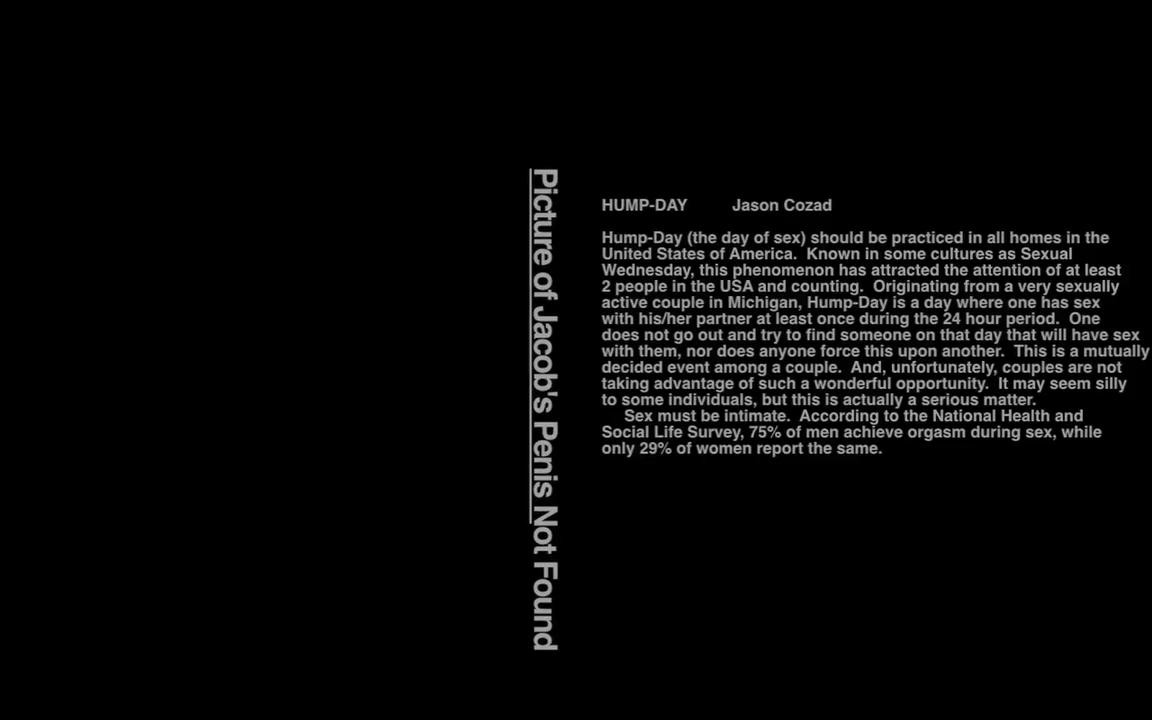 Picture of Jacob's Penis Not Found
HUMP-DAY Jason Cozad
Hump-Day (the day of sex) should be practiced in all homes in the
United States of America. Known in some cultures as Sexual
Wednesday, this phenomenon has attracted the attention of at least
2 people in the USA and counting. Originating from a very sexually
active couple in Michigan, Hump-Day is a day where one has sex
with his/her partner at least once during the 24 hour period. One
does not go out and try to find someone on that day that will have sex
with them, nor does anyone force this upon another. This is a mutually
decided event among a couple. And, unfortunately, couples are not
taking advantage of such a wonderful opportunity. It may seem silly
to some individuals, but this is actually a serious matter.
Sex must be intimate. According to the National Health and
Social Life Survey, 75% of men achieve orgasm during sex, while
only 29% of women report the same.